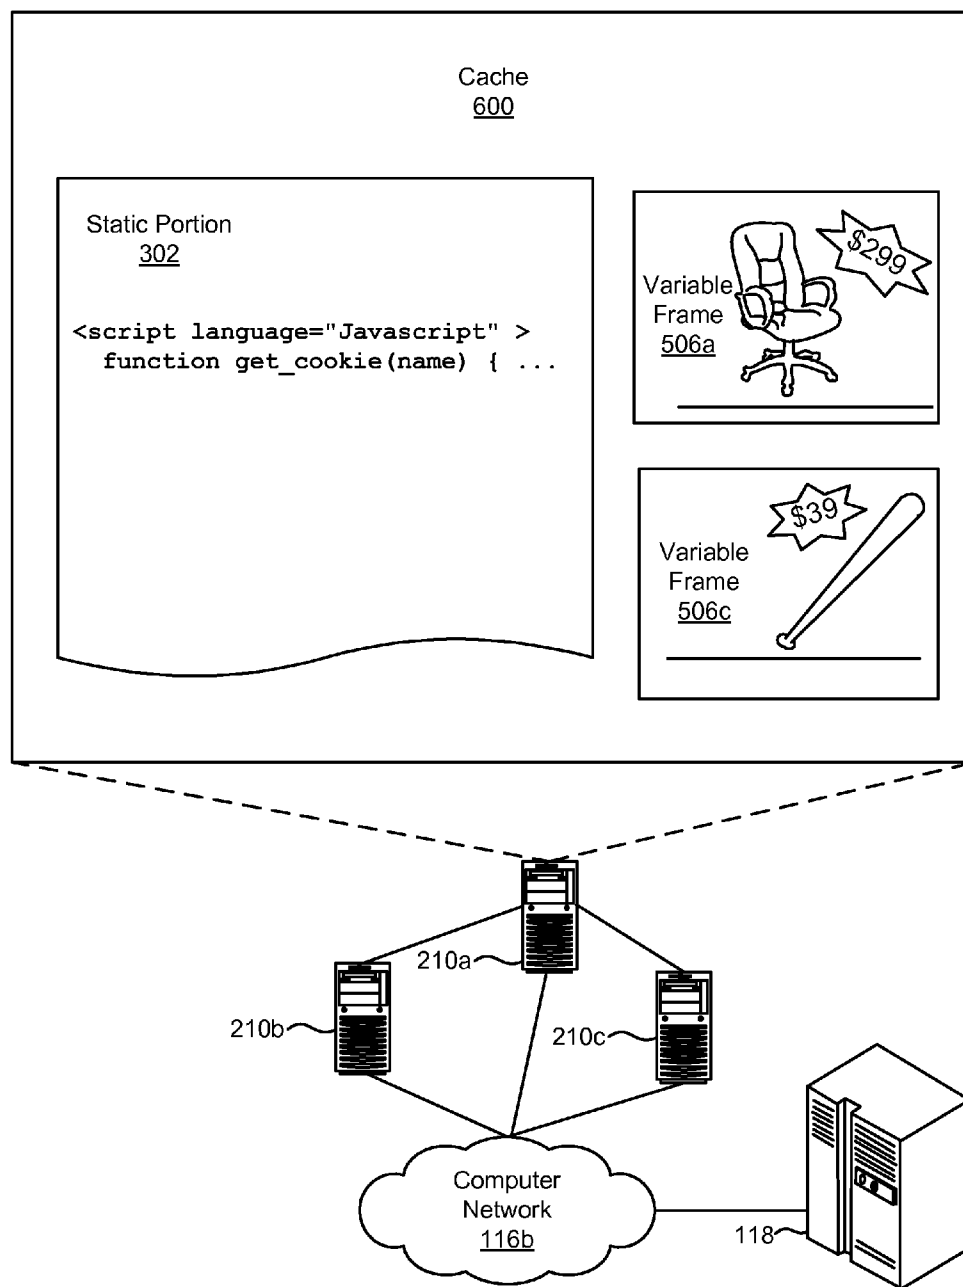 Cache
600
Static Portion
302
<script language="Javascript" >
function get_cookie(name) { ...
$299
Variable
Frame
506a
$39
Variable
Frame
506c
210a
210b
210c
Computer
Network
116b
118